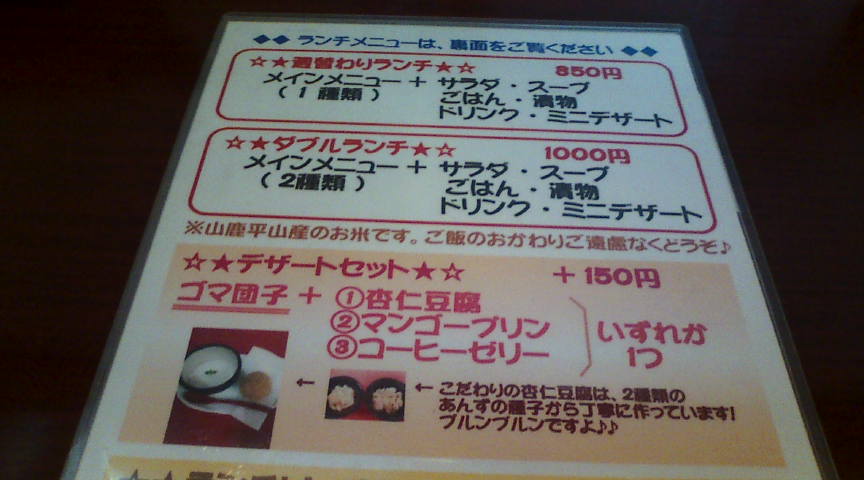 ◆◆ ランチメニューは、裏面をご覧ください ◆◆
☆★週替わりランチ★☆ 850円
メインメニュー + サラダ・スープ
(1種類) ごはん・漬物
ドリンク・ミニデザート
☆★ダブルランチ★☆ 1000円
メインメニュー + サラダ・スープ
(2種類) ごはん・漬物
ドリンク・ミニデザート
※山鹿平山産のお米です。ご飯のおかわりご遠慮なくどうぞ♪
☆★デザートセット★☆ +150円
ゴマ団子 + ①杏仁豆腐
②マンゴープリン
③コーヒーゼリー
いずれか
1つ
← ← こだわりの杏仁豆腐は、2種類の
あんずの種子から丁寧に作っています!
プルンプルンですよ♪♪